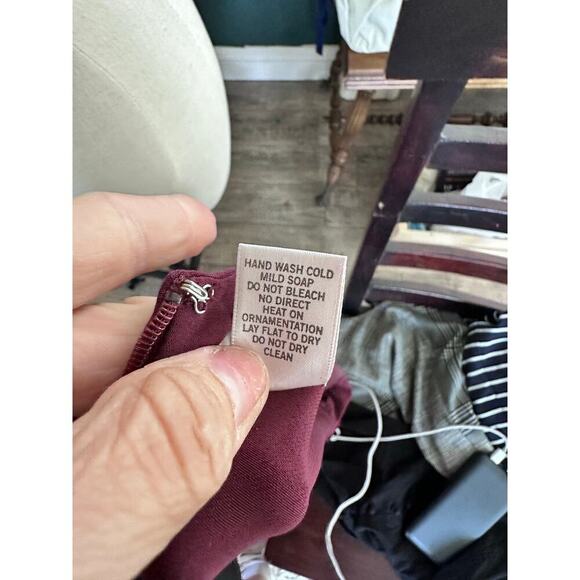 HAND WASH COLD
MILD SOAP
DO NOT BLEACH
NO DIRECT
HEAT ON
ORNAMENTATION
LAY FLAT TO DRY
DO NOT DRY
CLEAN